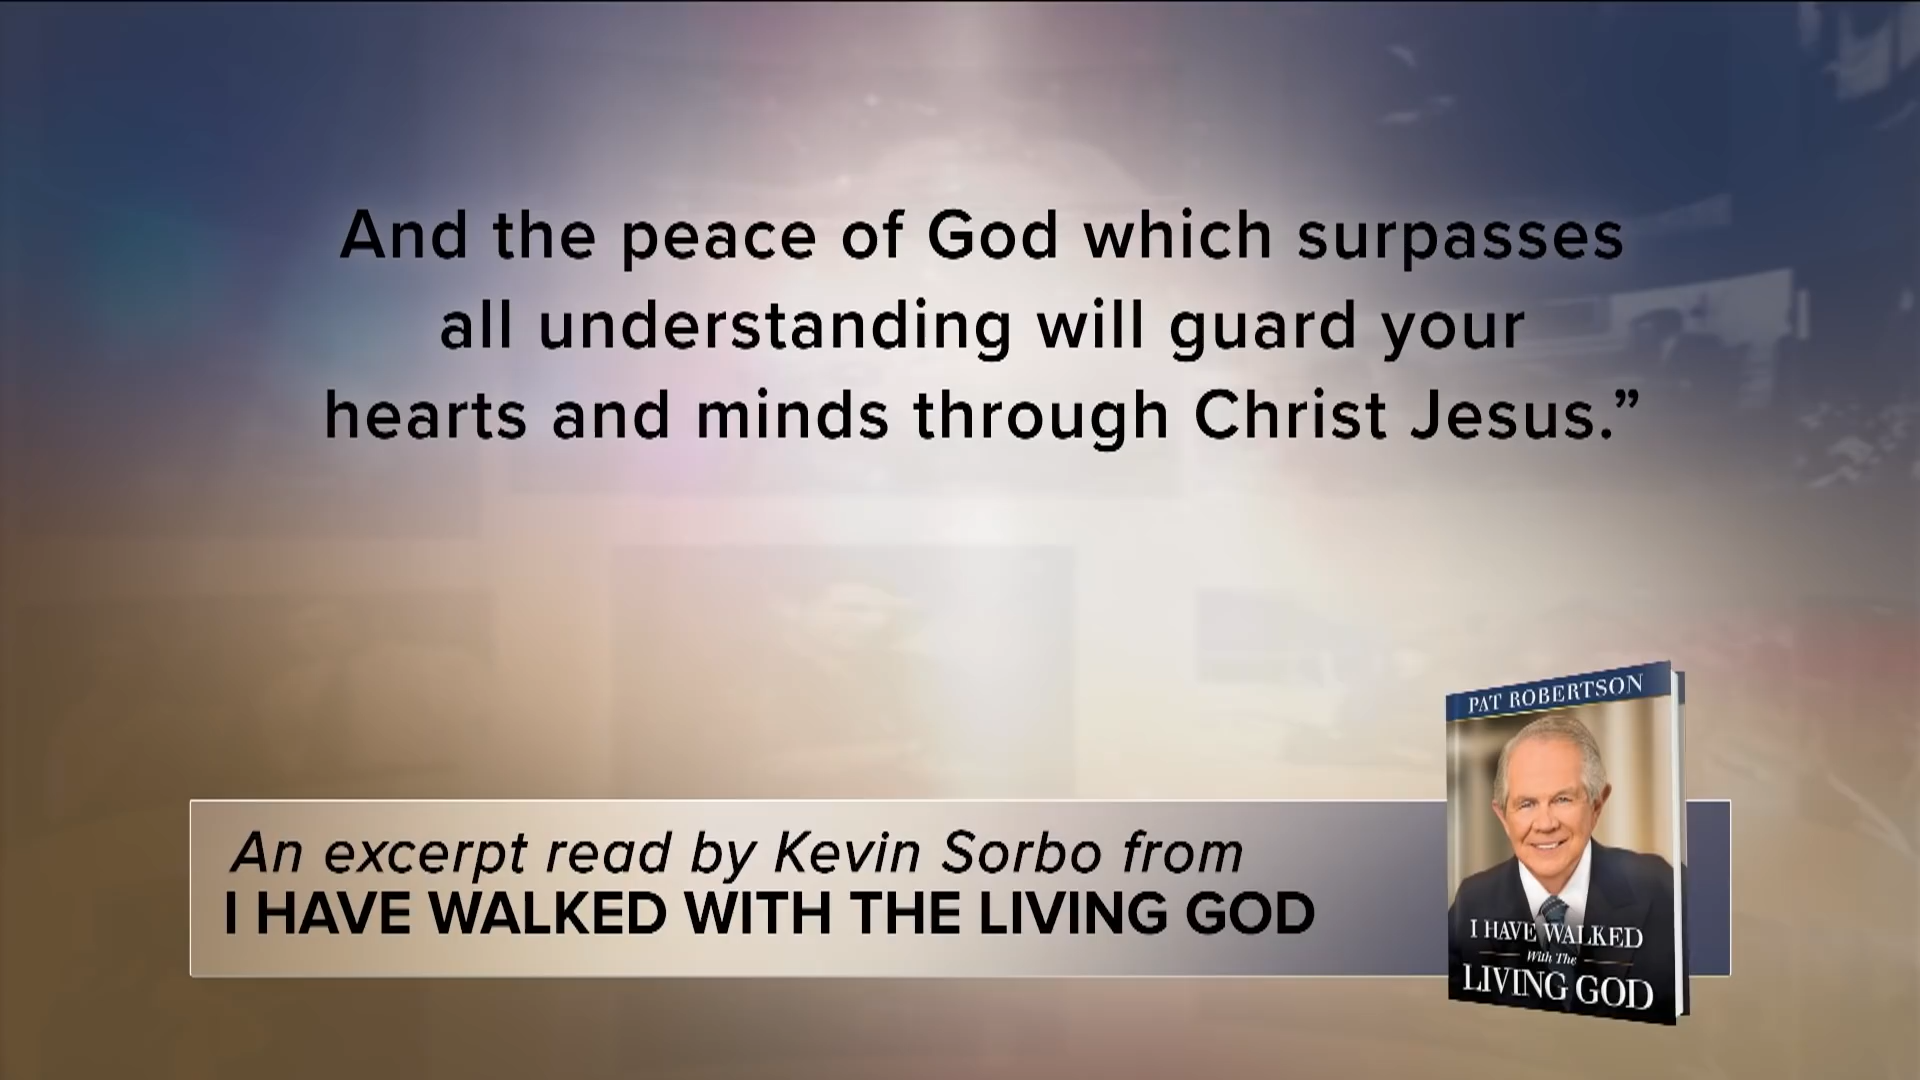 And the peace of God which surpasses
all understanding will guard your
hearts and minds through Christ Jesus.”
An excerpt read by Kevin Sorbo from
I HAVE WALKED WITH THE LIVING GOD
PAT ROBERTSON
I HAVE WALKED
With The
LIVING GOD